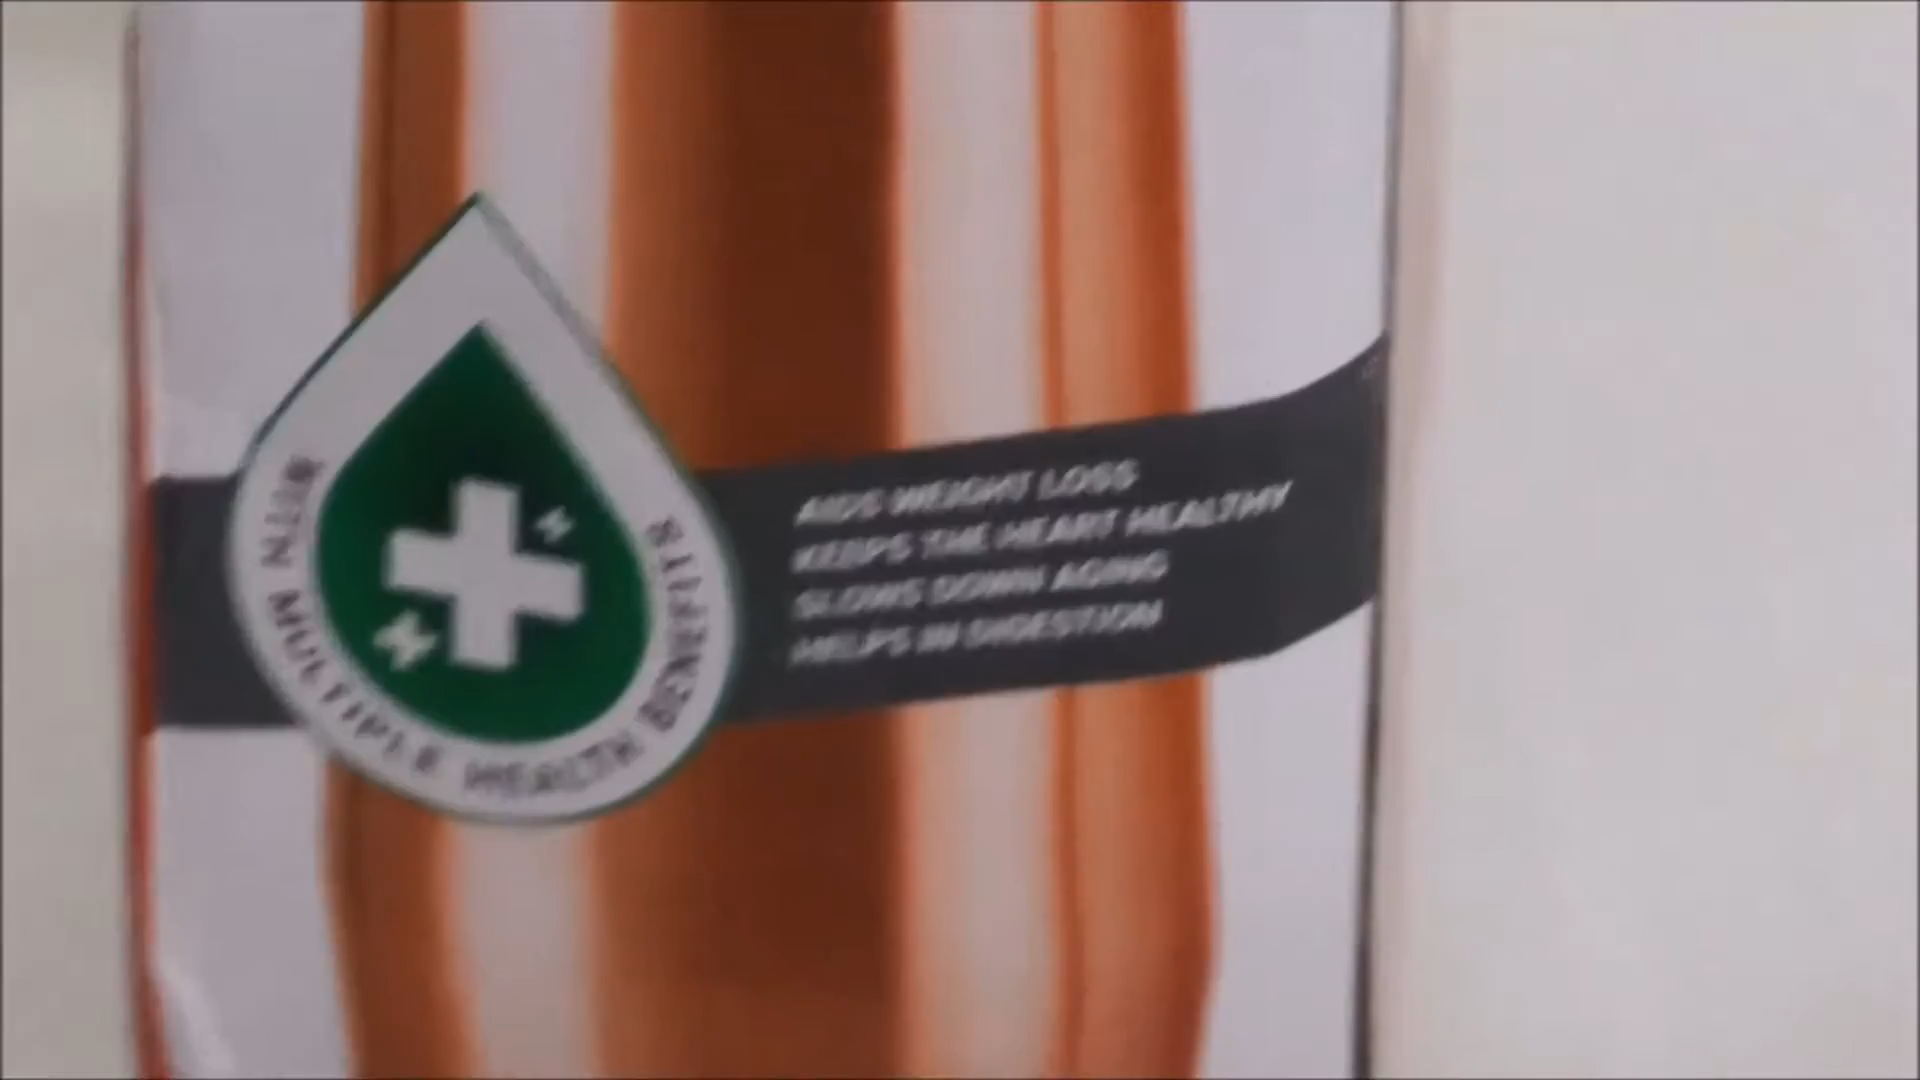 WITH MULTIPLE HEALTH BENEFITS
AIDS WEIGHT LOSS
KEEPS THE HEART HEALTHY
SLOWS DOWN AGING
HELPS IN DIGESTION